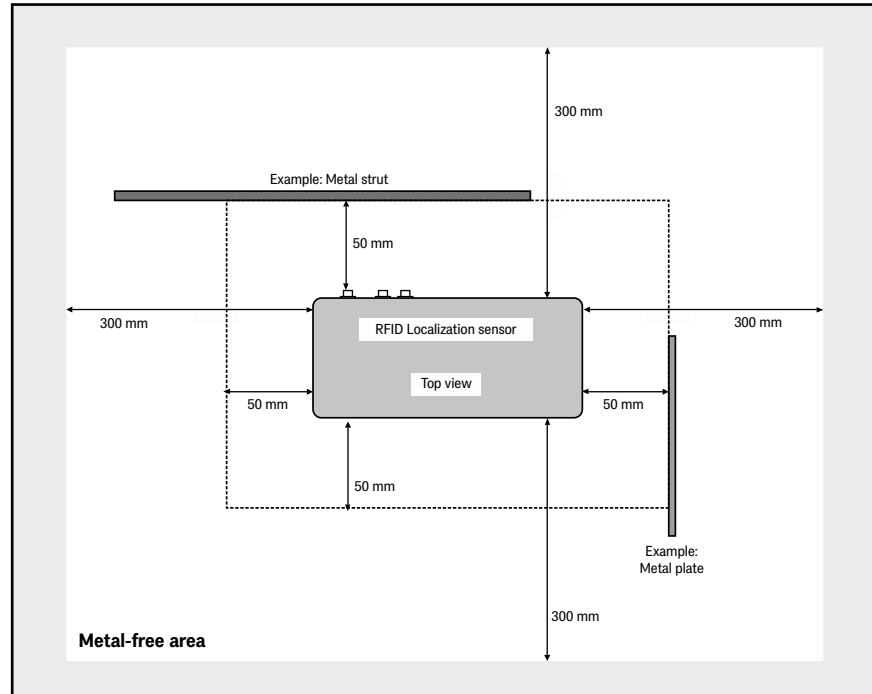 300 mm
Example: Metal strut
50 mm
300 mm
RFID Localization sensor
300 mm
Top view
50 mm
50 mm
50 mm
Example:
Metal plate
300 mm
Metal-free area